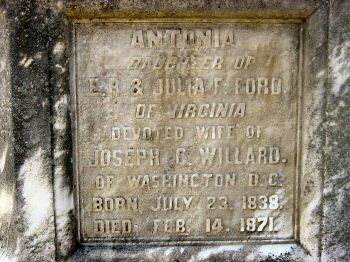 ANTONIA
DAUGHTER OF
E. R. & JULIA F. FORD.
OF VIRGINIA
DEVOTED WIFE OF
JOSEPH C. WILLARD.
OF WASHINGTON D. C.
BORN JULY 23, 1838.
DIED FEB. 14. 1871.